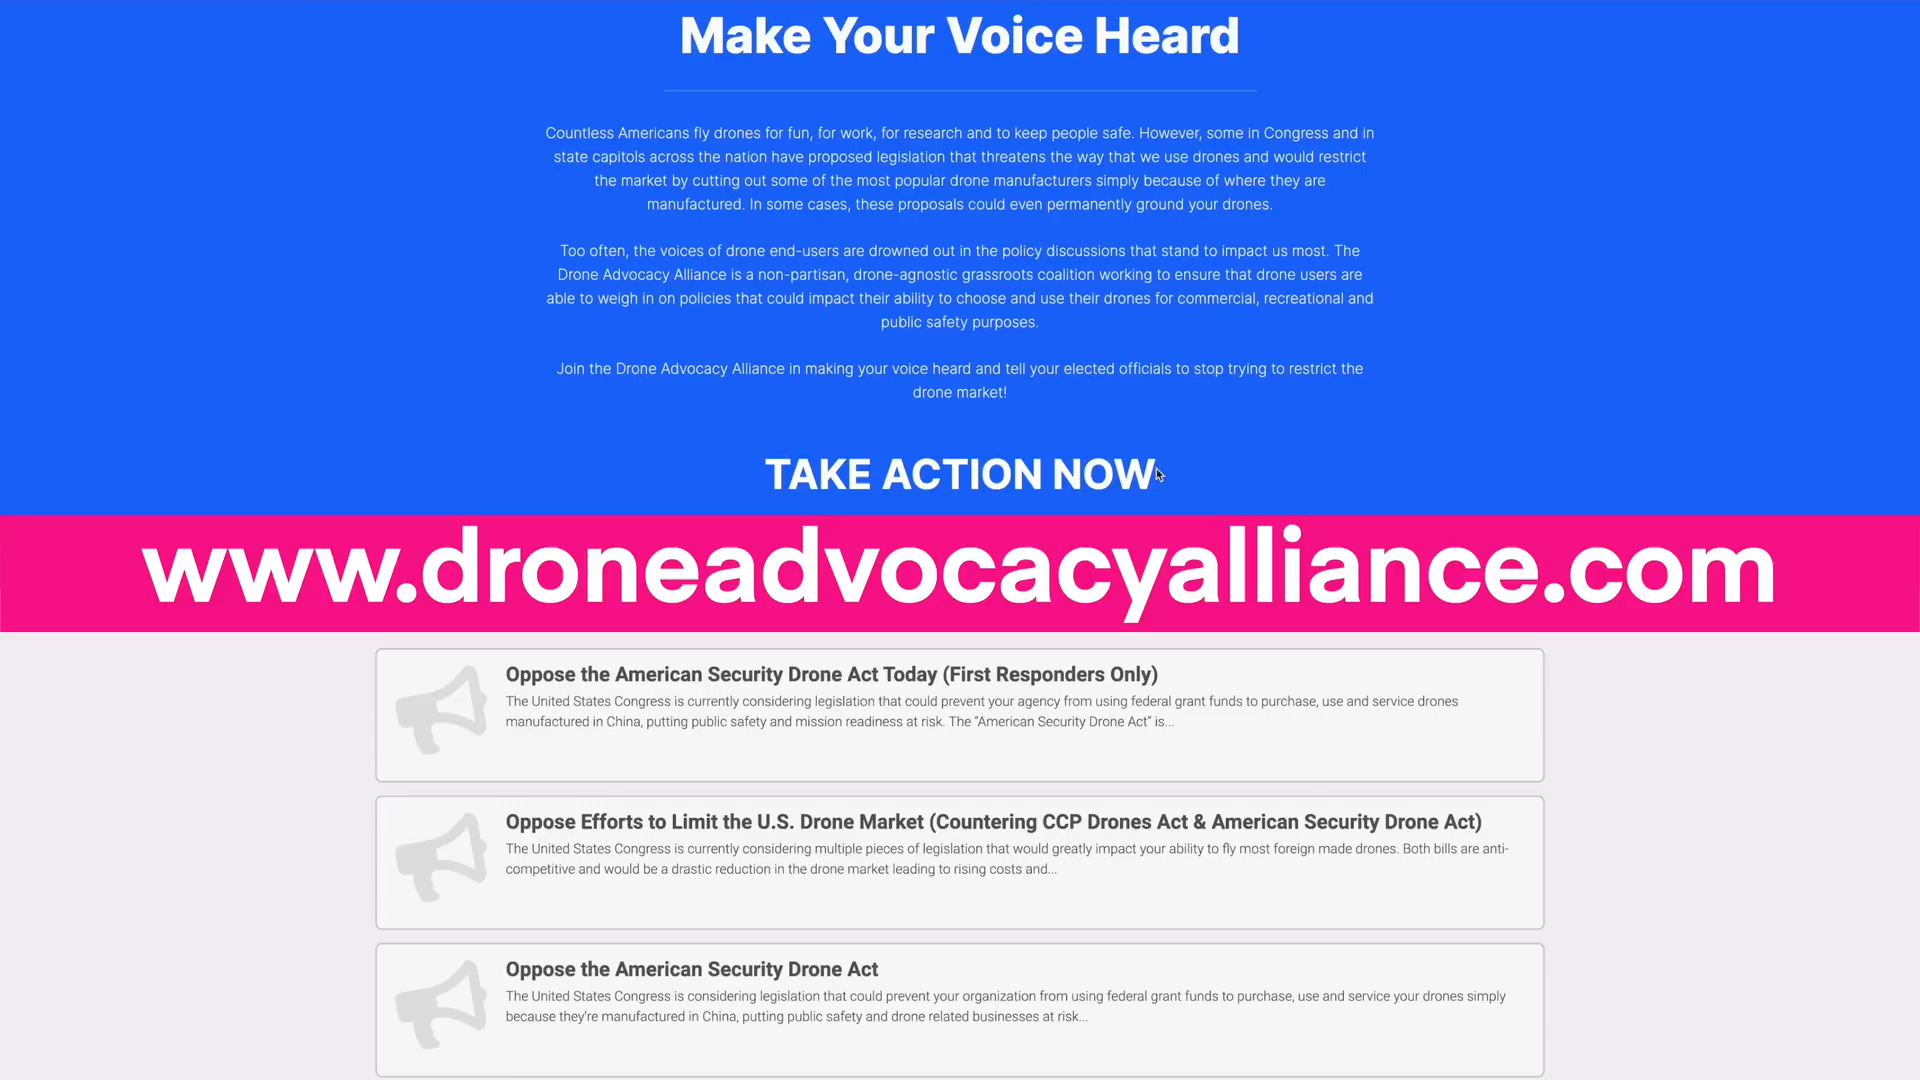 Make Your Voice Heard
Countless Americans fly drones for fun, for work, for research and to keep people safe. However, some in Congress and in
state capitols across the nation have proposed legislation that threatens the way that we use drones and would restrict
the market by cutting out some of the most popular drone manufacturers simply because of where they are
manufactured. In some cases, these proposals could even permanently ground your drones.
Too often, the voices of drone end-users are drowned out in the policy discussions that stand to impact us most. The
Drone Advocacy Alliance is a non-partisan, drone-agnostic grassroots coalition working to ensure that drone users are
able to weigh in on policies that could impact their ability to choose and use their drones for commercial, recreational and
public safety purposes.
Join the Drone Advocacy Alliance in making your voice heard and tell your elected officials to stop trying to restrict the
drone market!
TAKE ACTION NOW
www.droneadvocacyalliance.com
Oppose the American Security Drone Act Today (First Responders Only)
The United States Congress is currently considering legislation that could prevent your agency from using federal grant funds to purchase, use and service drones
manufactured in China, putting public safety and mission readiness at risk. The “American Security Drone Act” is...
Oppose Efforts to Limit the U.S. Drone Market (Countering CCP Drones Act & American Security Drone Act)
The United States Congress is currently considering multiple pieces of legislation that would greatly impact your ability to fly most foreign made drones. Both bills are anti-
competitive and would be a drastic reduction in the drone market leading to rising costs and...
Oppose the American Security Drone Act
The United States Congress is considering legislation that could prevent your organization from using federal grant funds to purchase, use and service your drones simply
because they’re manufactured in China, putting public safety and drone related businesses at risk...